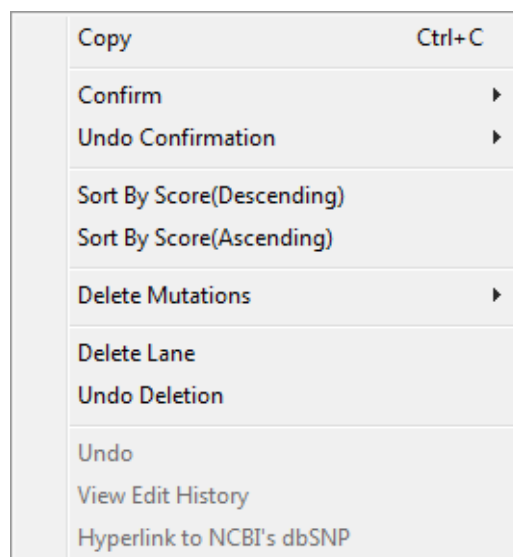 Copy Ctrl+C
Confirm
Undo Confirmation
Sort By Score(Descending)
Sort By Score(Ascending)
Delete Mutations
Delete Lane
Undo Deletion
Undo
View Edit History
Hyperlink to NCBI's dbSNP